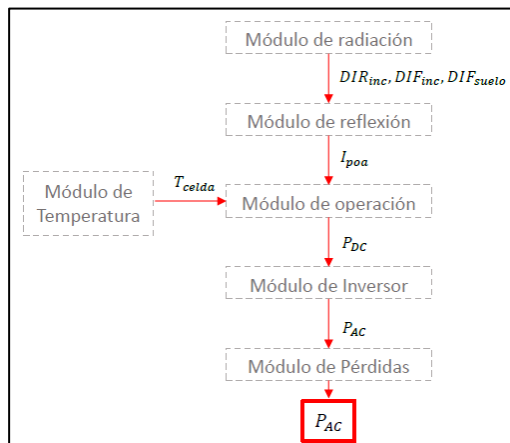 Módulo de radiación
DIR_inc, DIF_inc, DIF_suelo
Módulo de reflexión
I_poa
Módulo de
Temperatura
T_celda
Módulo de operación
P_DC
Módulo de Inversor
P_AC
Módulo de Pérdidas
P_AC